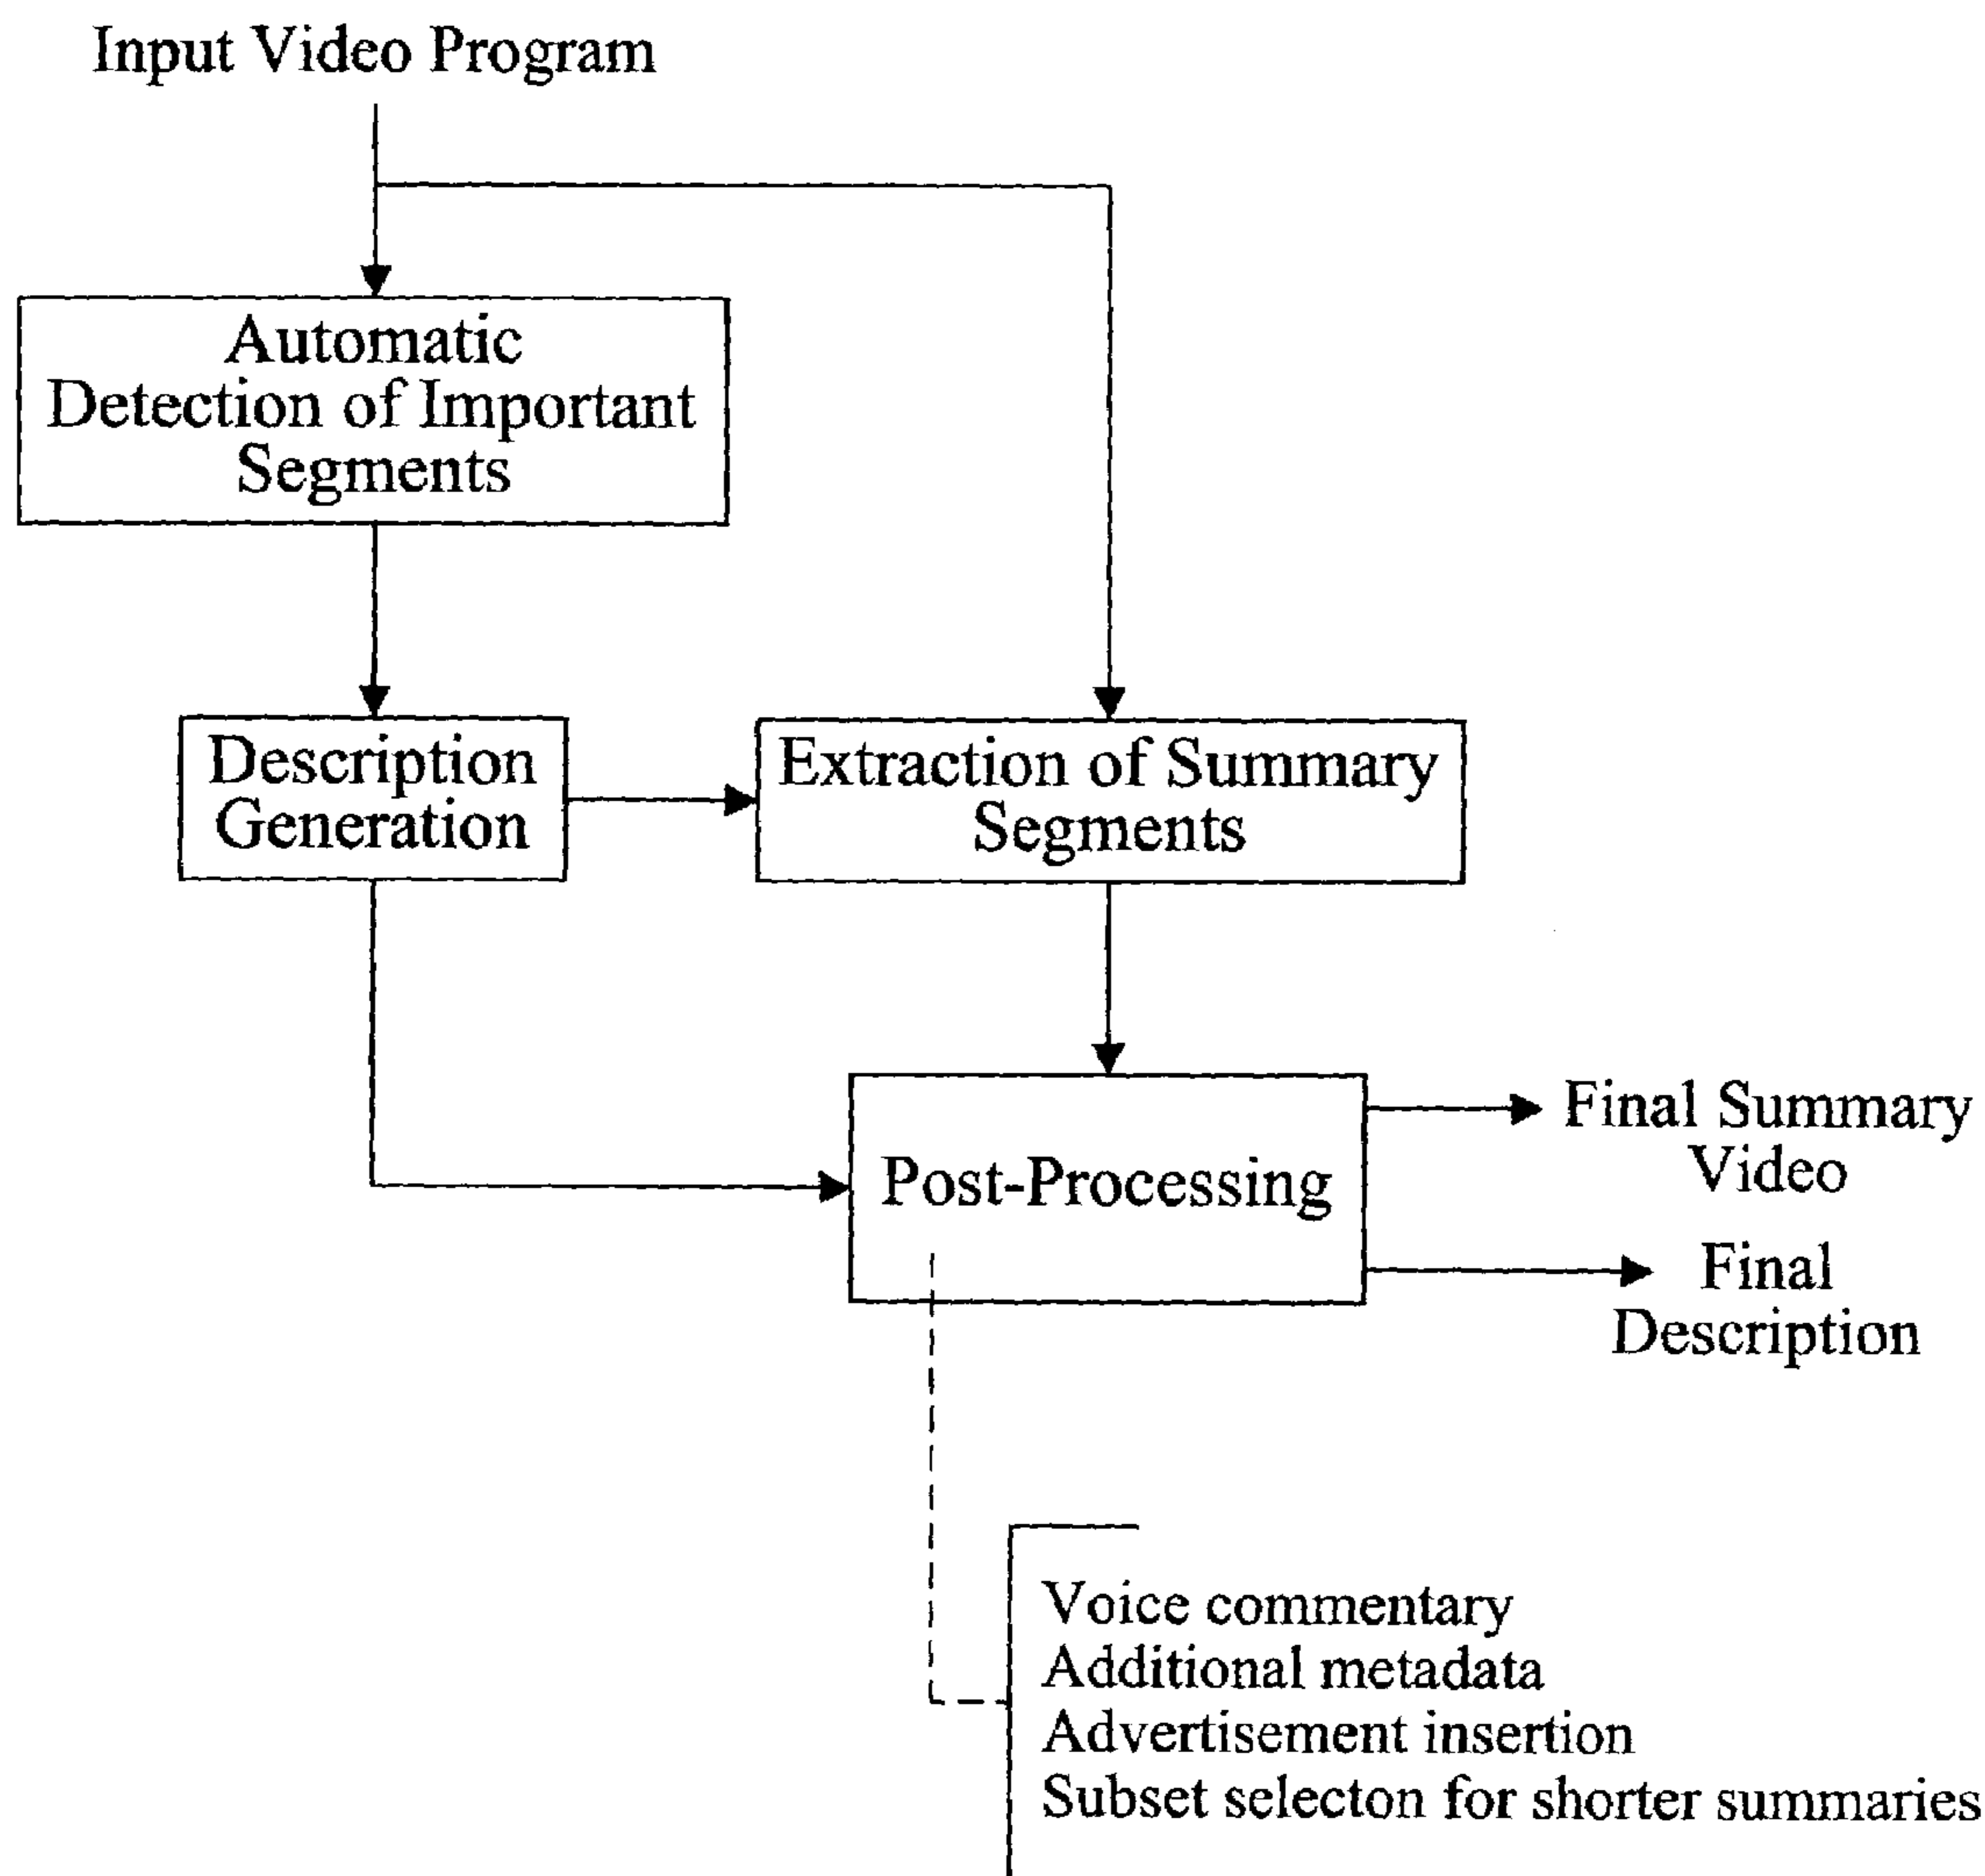 Input Video Program
Automatic
Detection of Important
Segments
Description
Generation
Extraction of Summary
Segments
Post-Processing
Final Summary
Video
Final
Description
Voice commentary
Additional metadata
Advertisement insertion
Subset selecton for shorter summaries